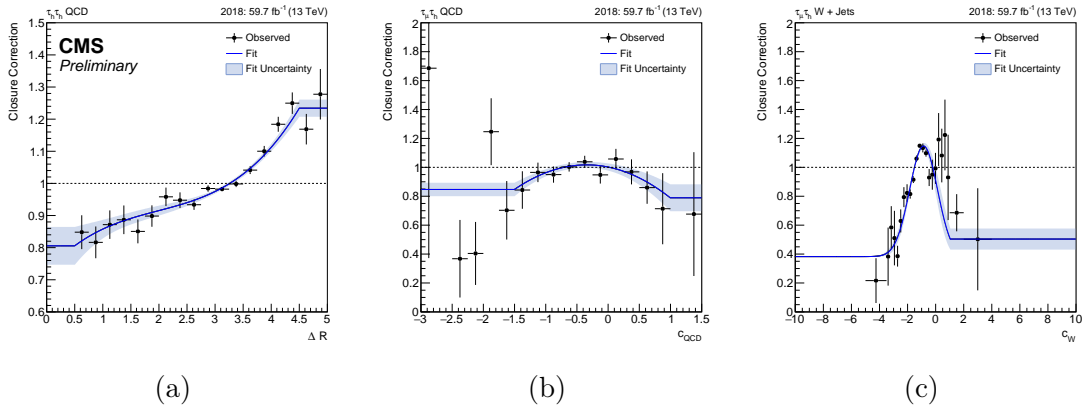 τₕτₕ QCD 2018: 59.7 fb⁻¹ (13 TeV)
CMS
Preliminary
Observed
Fit
Fit Uncertainty
Closure Correction
1.5
1.4
1.3
1.2
1.1
1
0.9
0.8
0.7
0.6
0 0.5 1 1.5 2 2.5 3 3.5 4 4.5 5
Δ R
(a)
τ_μτₕ QCD 2018: 59.7 fb⁻¹ (13 TeV)
Observed
Fit
Fit Uncertainty
Closure Correction
2
1.8
1.6
1.4
1.2
1
0.8
0.6
0.4
0.2
0
−3 −2.5 −2 −1.5 −1 −0.5 0 0.5 1 1.5
c_QCD
(b)
τ_μτₕ W + Jets 2018: 59.7 fb⁻¹ (13 TeV)
Observed
Fit
Fit Uncertainty
Closure Correction
2
1.8
1.6
1.4
1.2
1
0.8
0.6
0.4
0.2
0
−10 −8 −6 −4 −2 0 2 4 6 8 10
c_W
(c)